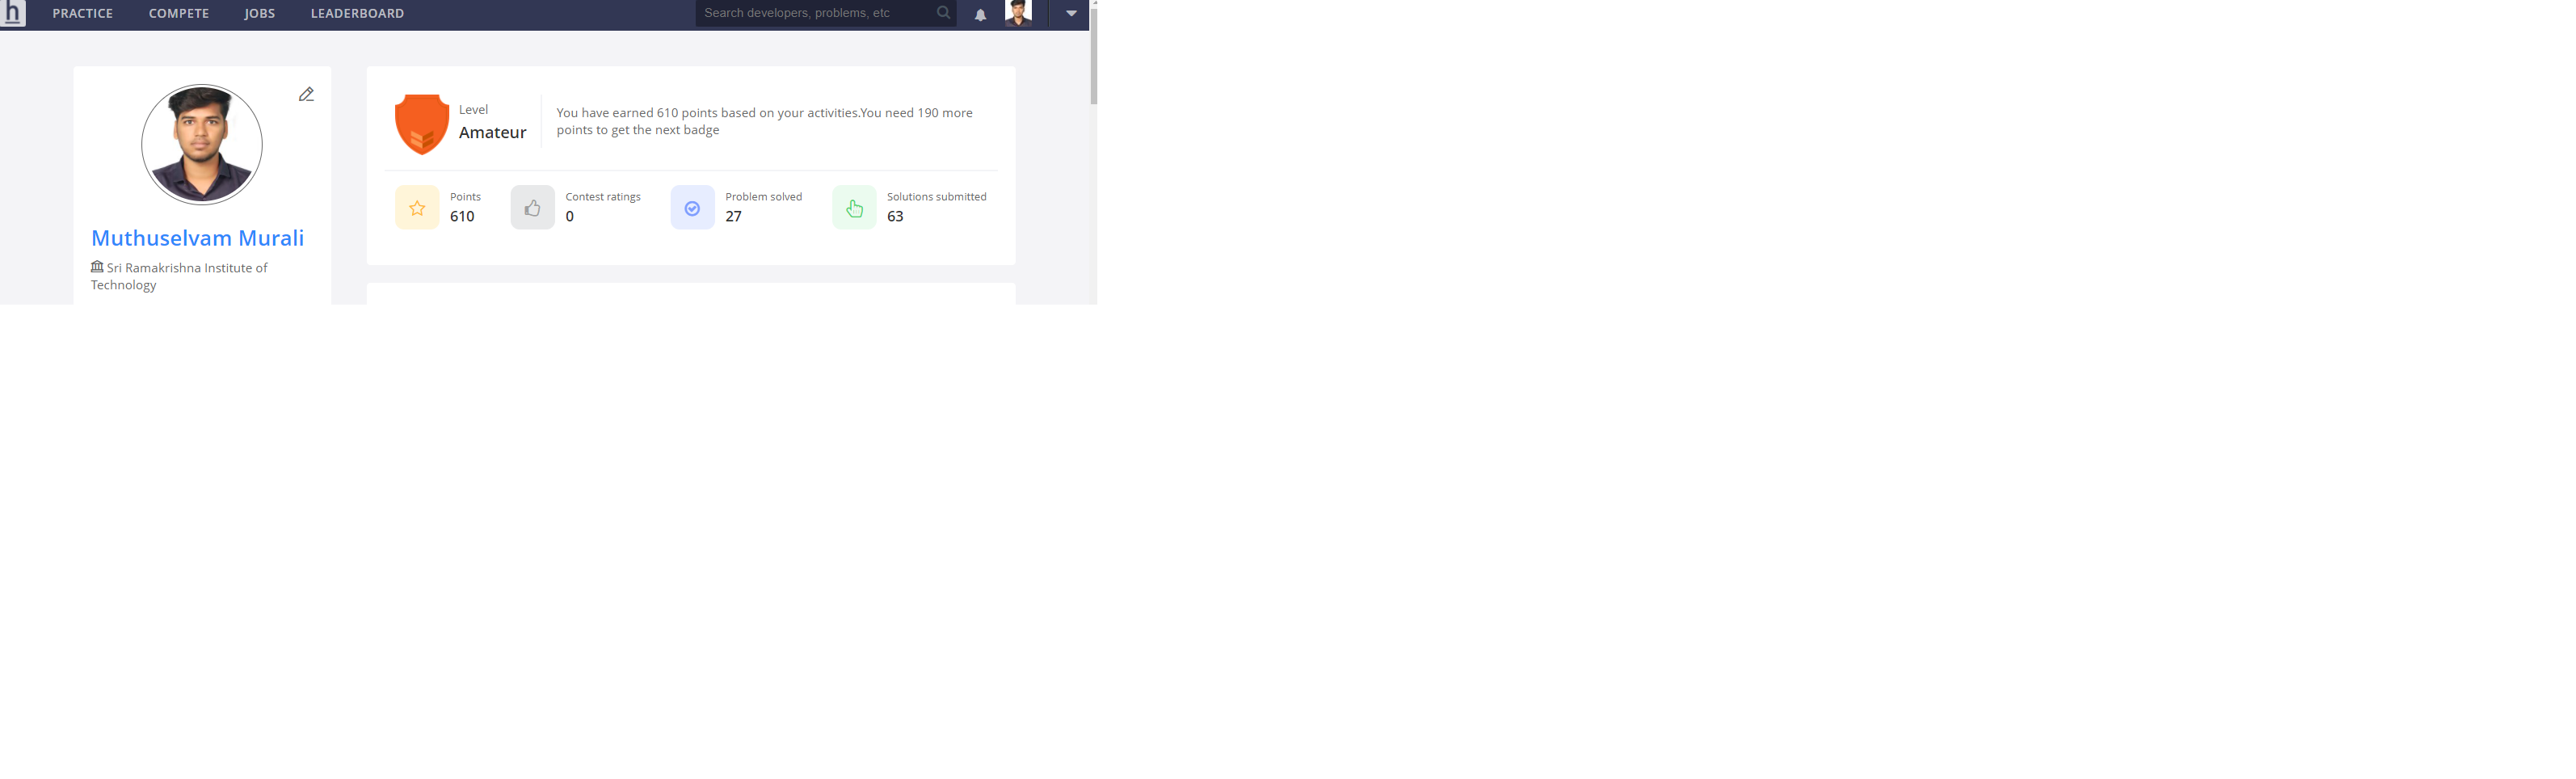 h PRACTICE COMPETE JOBS LEADERBOARD Search developers, problems, etc
Level
Amateur
You have earned 610 points based on your activities.You need 190 more
points to get the next badge
Points
610
Contest ratings
0
Problem solved
27
Solutions submitted
63
Muthuselvam Murali
Sri Ramakrishna Institute of
Technology